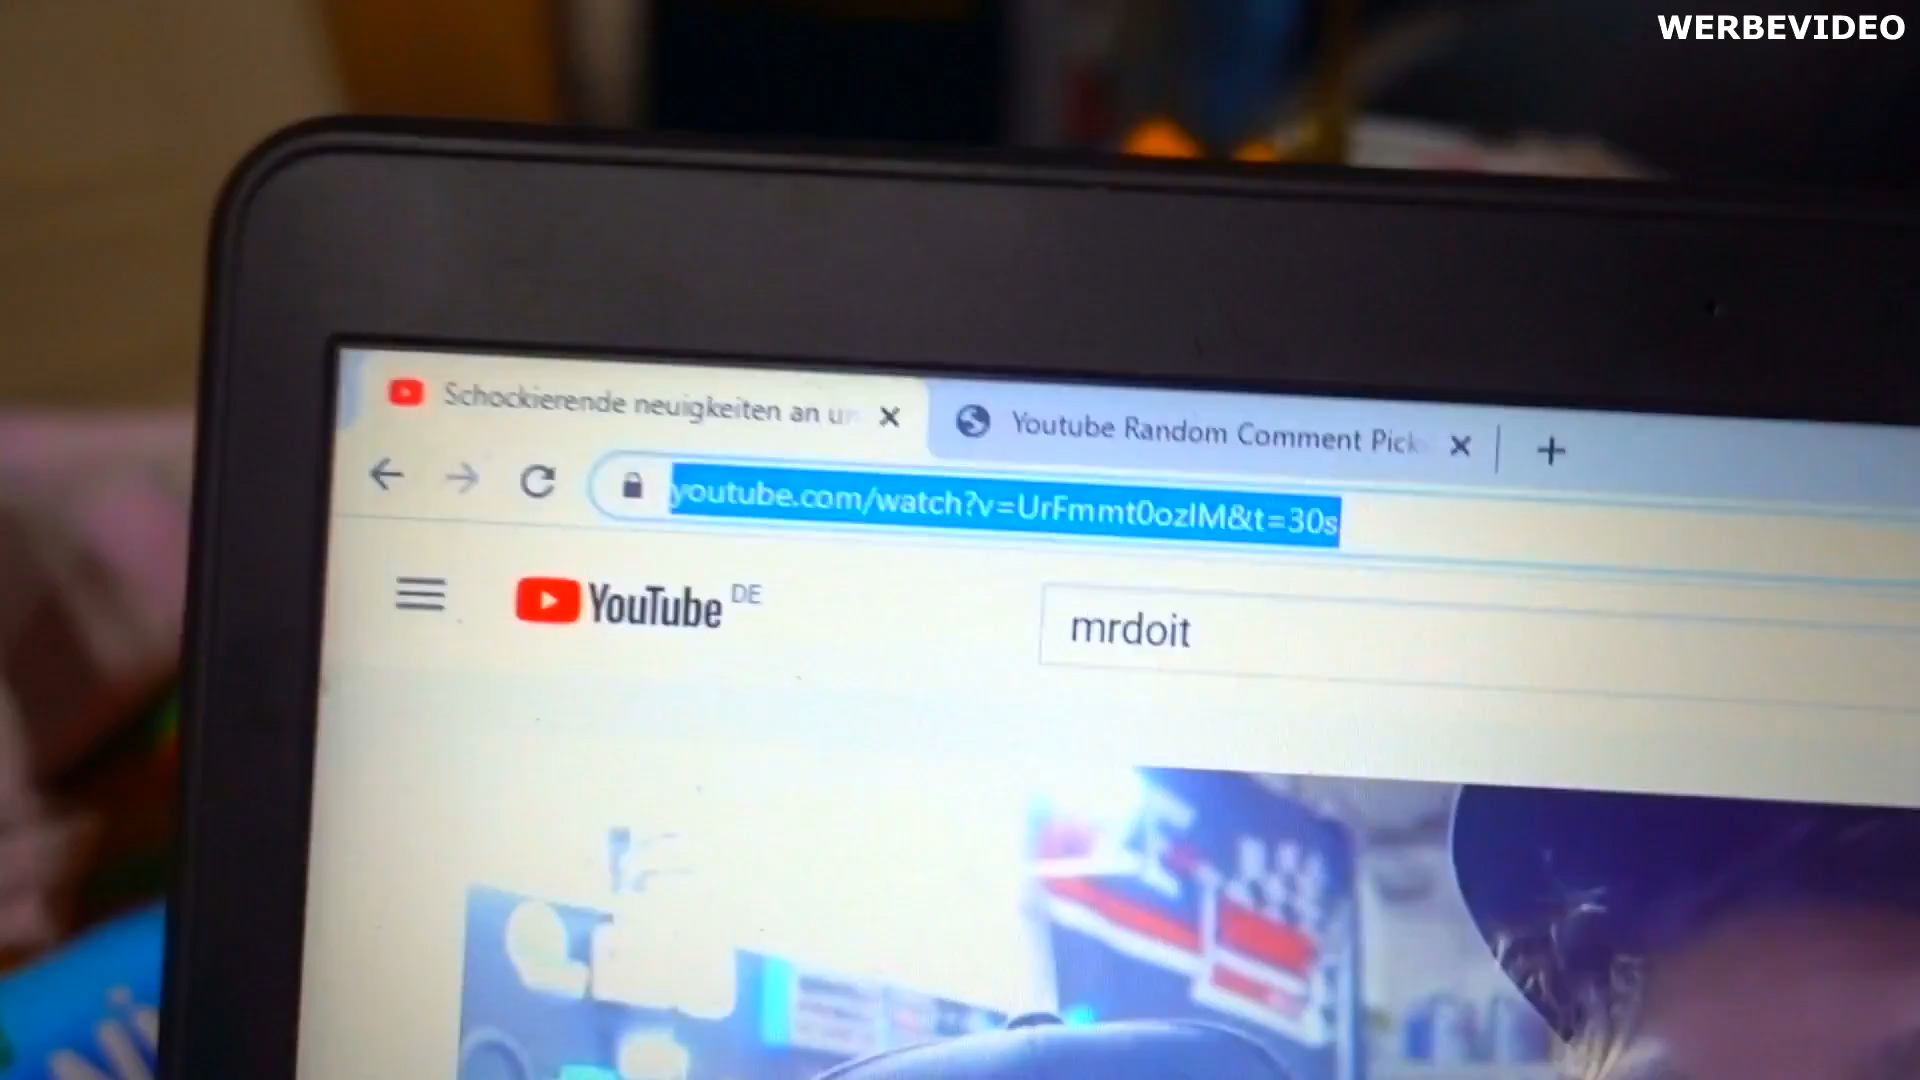 WERBEVIDEO
Schockierende neuigkeiten an
Youtube Random Comment Pick
youtube.com/watch?v=UrFmmt0ozIM&t=30s
YouTube DE
mrdoit